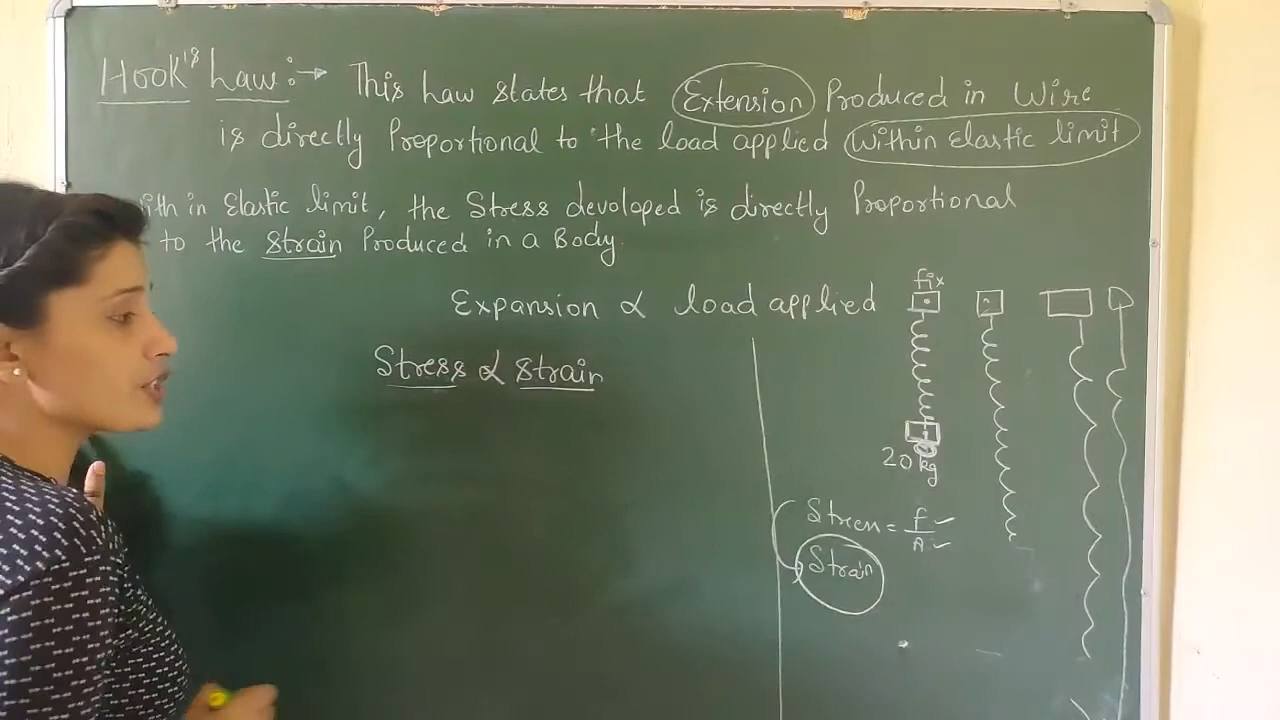 Hook's Law :→ This Law states that Extension Produced in Wire
is directly Proportional to the load applied Within elastic limit
ith in Elastic limit, the Stress devoloped is directly Proportional
to the Strain Produced in a Body
Expansion ∝ load applied
Stress ∝ Strain
fix
20 kg
Stress = F/A
Strain